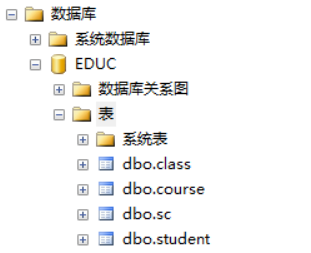 数据库
系统数据库
EDUC
数据库关系图
表
系统表
dbo.class
dbo.course
dbo.sc
dbo.student